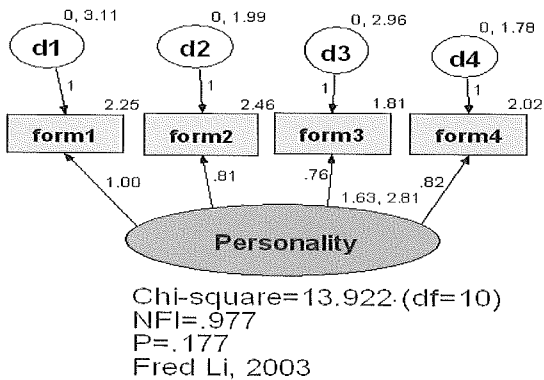 0, 3.11
0, 1.99
0, 2.96
0, 1.78
d1
d2
d3
d4
1
1
1
1
2.25
2.46
1.81
2.02
form1
form2
form3
form4
1.00
.81
.76
.82
1.63, 2.81
Personality
Chi-square=13.922 (df=10)
NFI=.977
P=.177
Fred Li, 2003